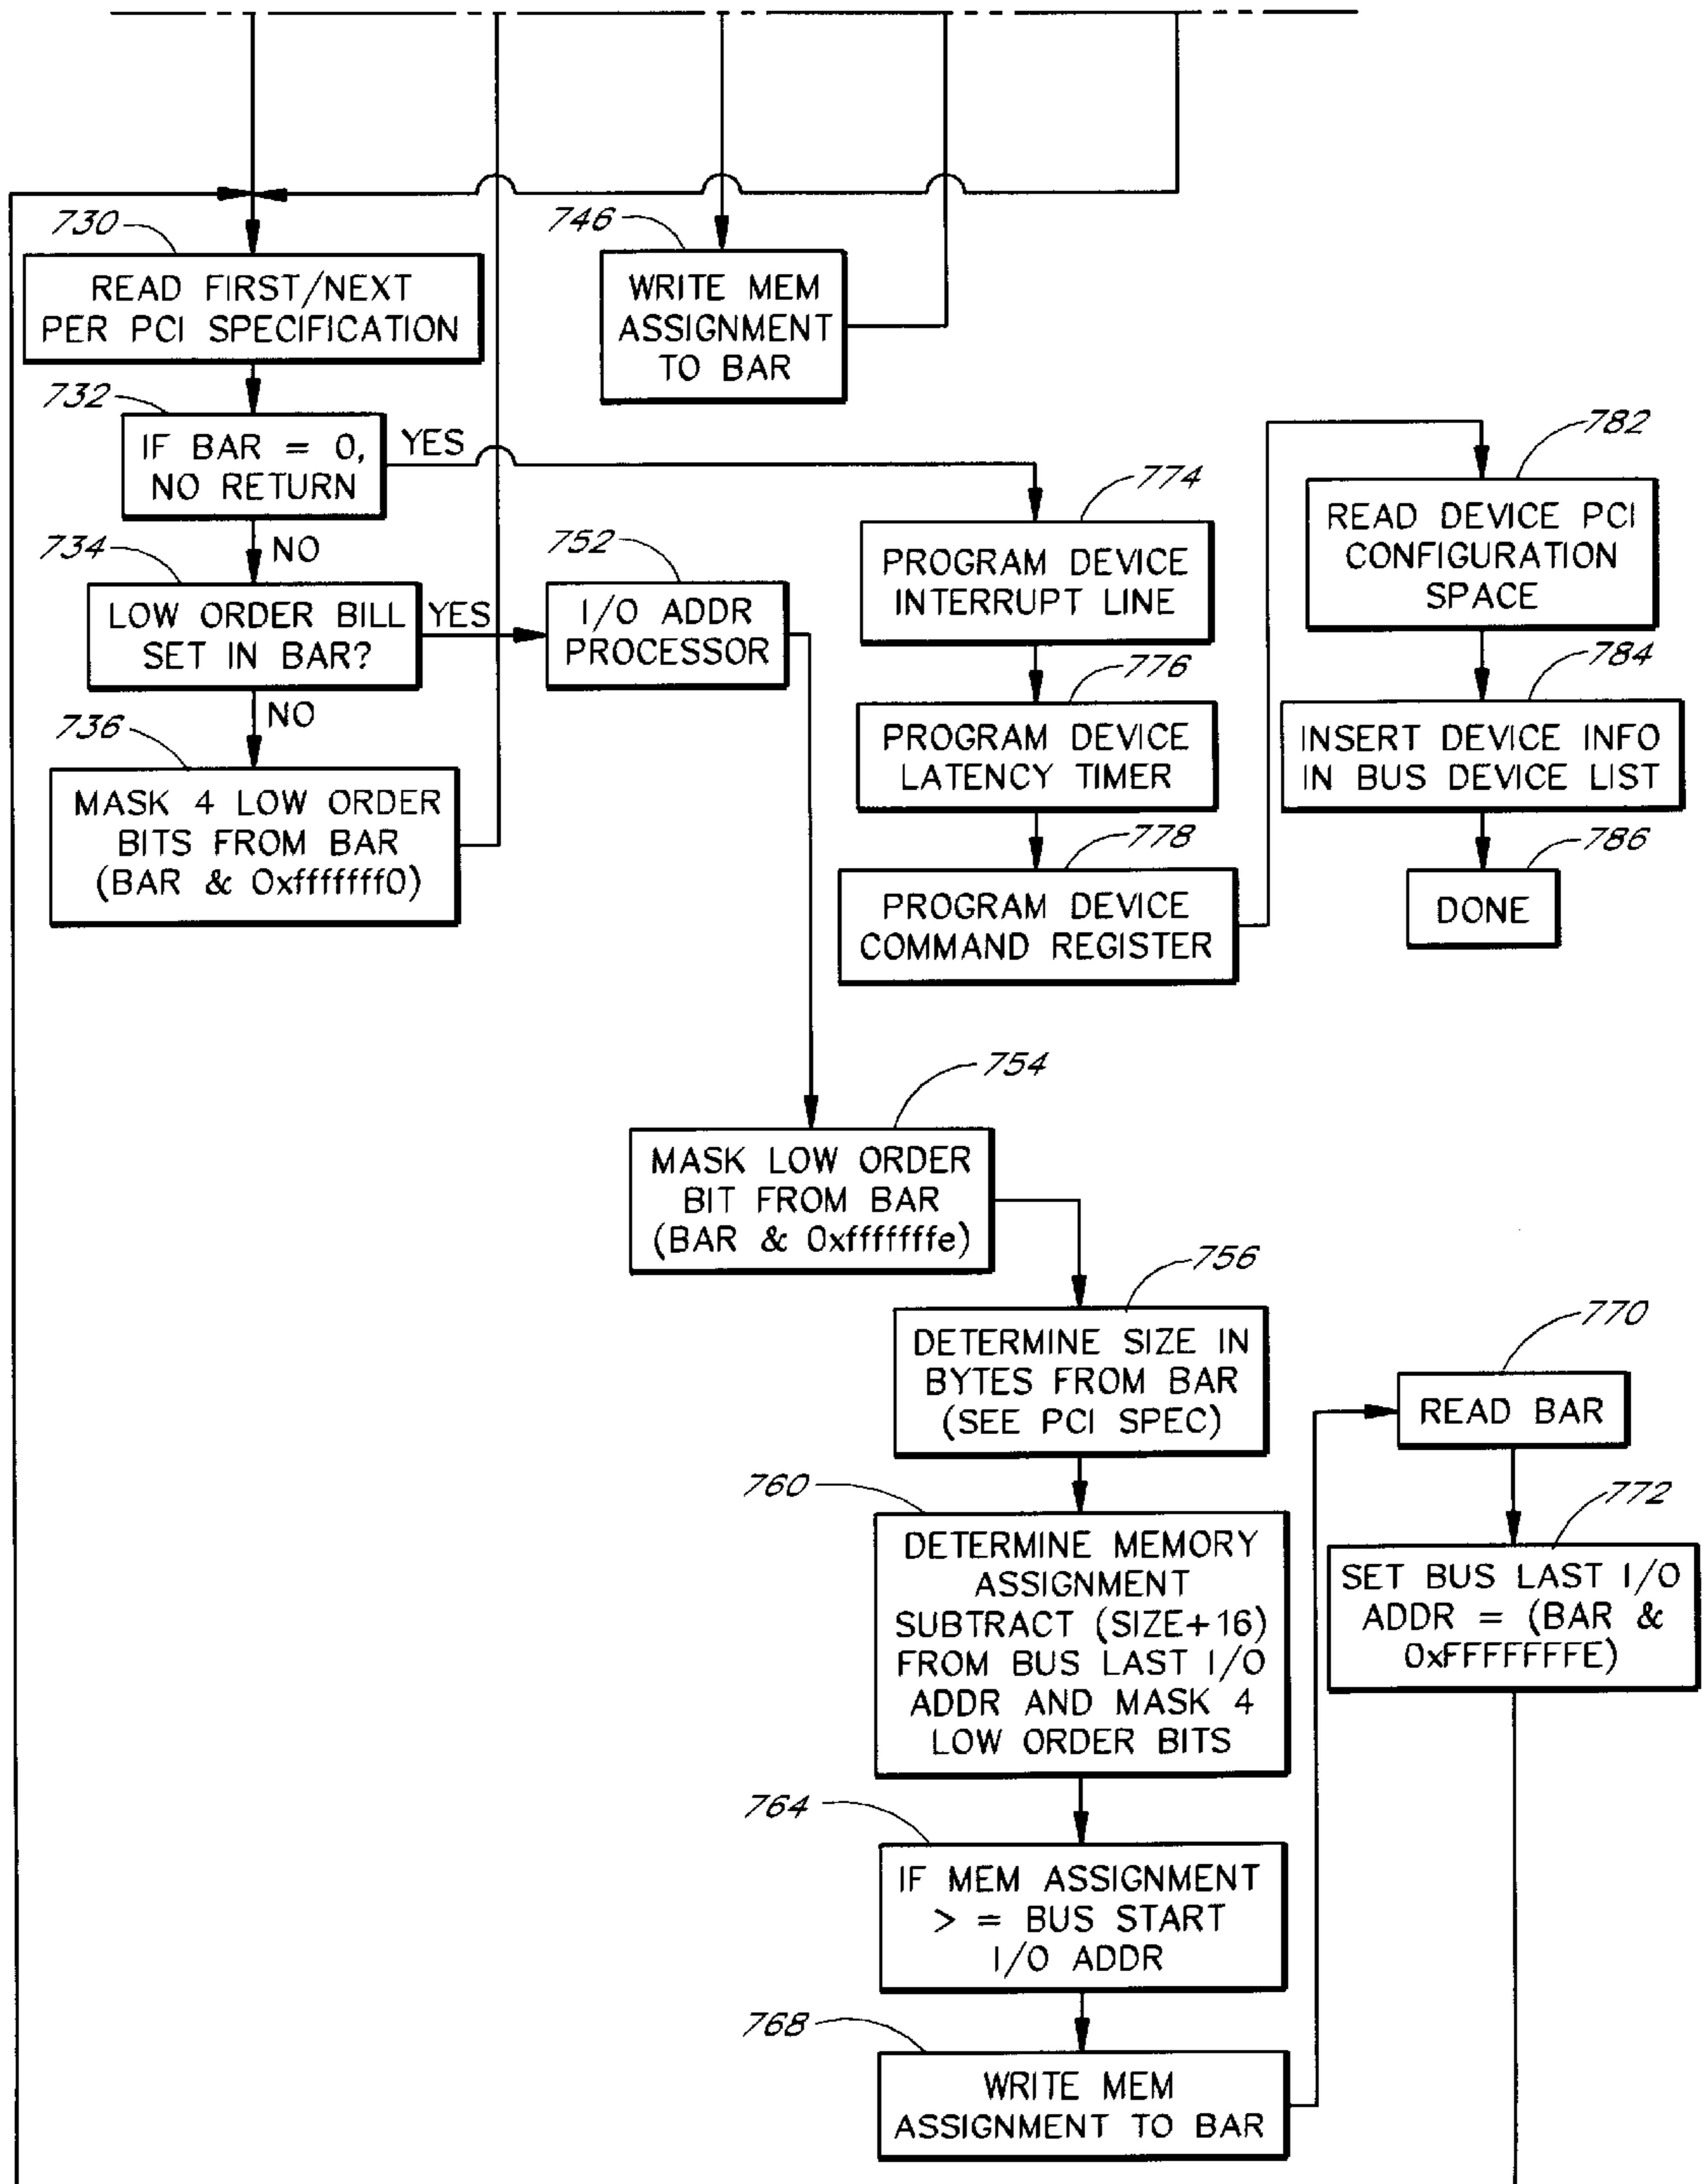 730
READ FIRST/NEXT
PER PCI SPECIFICATION
746
WRITE MEM
ASSIGNMENT
TO BAR
732
IF BAR = 0,
NO RETURN
YES
NO
734
LOW ORDER BILL
SET IN BAR?
YES
NO
752
I/O ADDR
PROCESSOR
736
MASK 4 LOW ORDER
BITS FROM BAR
(BAR & 0xfffffff0)
774
PROGRAM DEVICE
INTERRUPT LINE
776
PROGRAM DEVICE
LATENCY TIMER
778
PROGRAM DEVICE
COMMAND REGISTER
782
READ DEVICE PCI
CONFIGURATION
SPACE
784
INSERT DEVICE INFO
IN BUS DEVICE LIST
786
DONE
754
MASK LOW ORDER
BIT FROM BAR
(BAR & 0xfffffffe)
756
DETERMINE SIZE IN
BYTES FROM BAR
(SEE PCI SPEC)
760
DETERMINE MEMORY
ASSIGNMENT
SUBTRACT (SIZE+16)
FROM BUS LAST I/O
ADDR AND MASK 4
LOW ORDER BITS
764
IF MEM ASSIGNMENT
> = BUS START
I/O ADDR
768
WRITE MEM
ASSIGNMENT TO BAR
770
READ BAR
772
SET BUS LAST I/O
ADDR = (BAR &
0xFFFFFFFE)